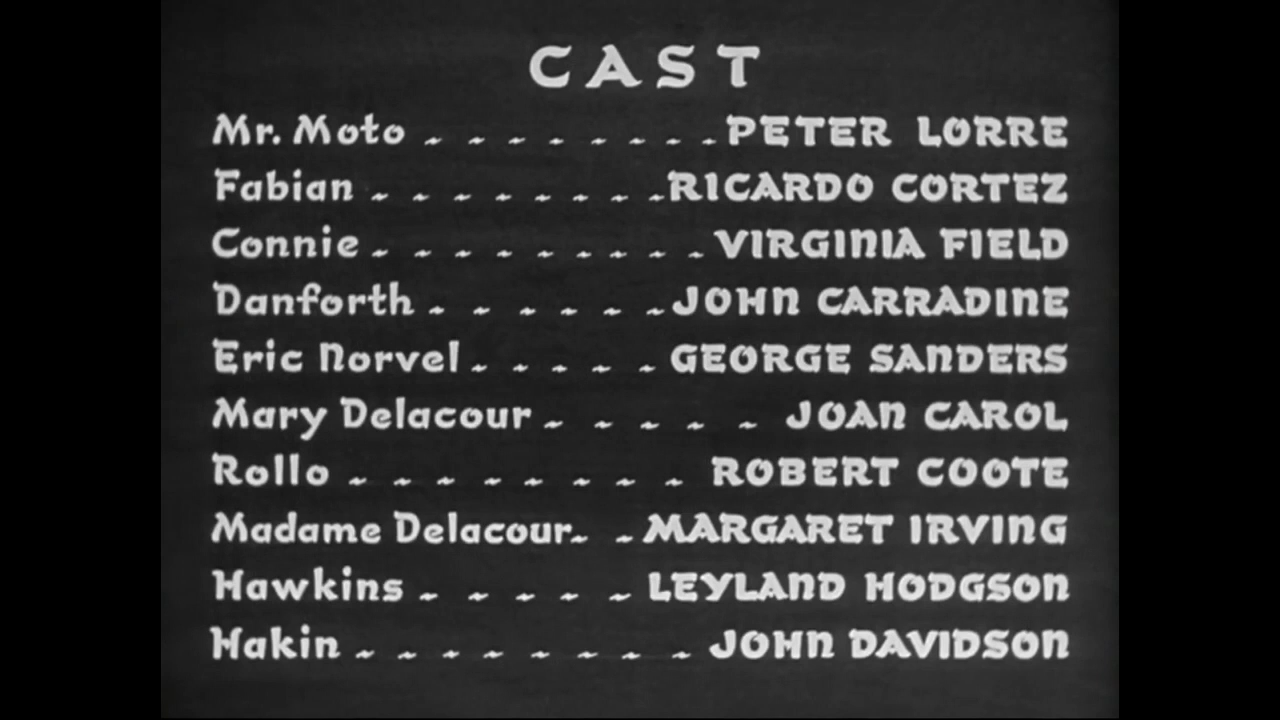 CAST
Mr. Moto ~ ~ ~ ~ ~ ~ ~ ~ PETER LORRE
Fabian ~ ~ ~ ~ ~ ~ ~ ~ RICARDO CORTEZ
Connie ~ ~ ~ ~ ~ ~ ~ ~ ~ VIRGINIA FIELD
Danforth ~ ~ ~ ~ ~ ~ JOHN CARRADINE
Eric Norvel ~ ~ ~ ~ ~ GEORGE SANDERS
Mary Delacour ~ ~ ~ ~ ~ JOAN CAROL
Rollo ~ ~ ~ ~ ~ ~ ~ ~ ROBERT COOTE
Madame Delacour ~ ~ MARGARET IRVING
Hawkins ~ ~ ~ ~ ~ LEYLAND HODGSON
Hakin ~ ~ ~ ~ ~ ~ ~ ~ JOHN DAVIDSON